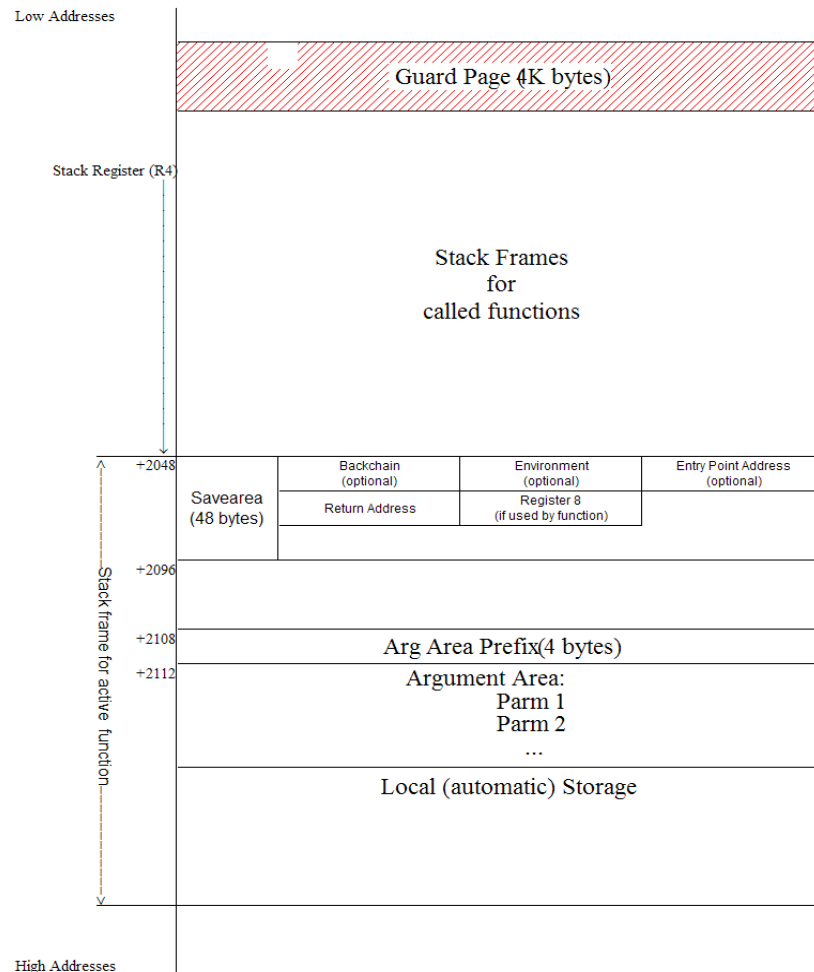 Low Addresses
Guard Page (4K bytes)
Stack Register (R4)
Stack Frames
for
called functions
+2048
Savearea
(48 bytes)
Backchain
(optional)
Environment
(optional)
Entry Point Address
(optional)
Return Address
Register 8
(if used by function)
+2096
Stack frame for active function
+2108
Arg Area Prefix(4 bytes)
+2112
Argument Area:
Parm 1
Parm 2
...
Local (automatic) Storage
High Addresses